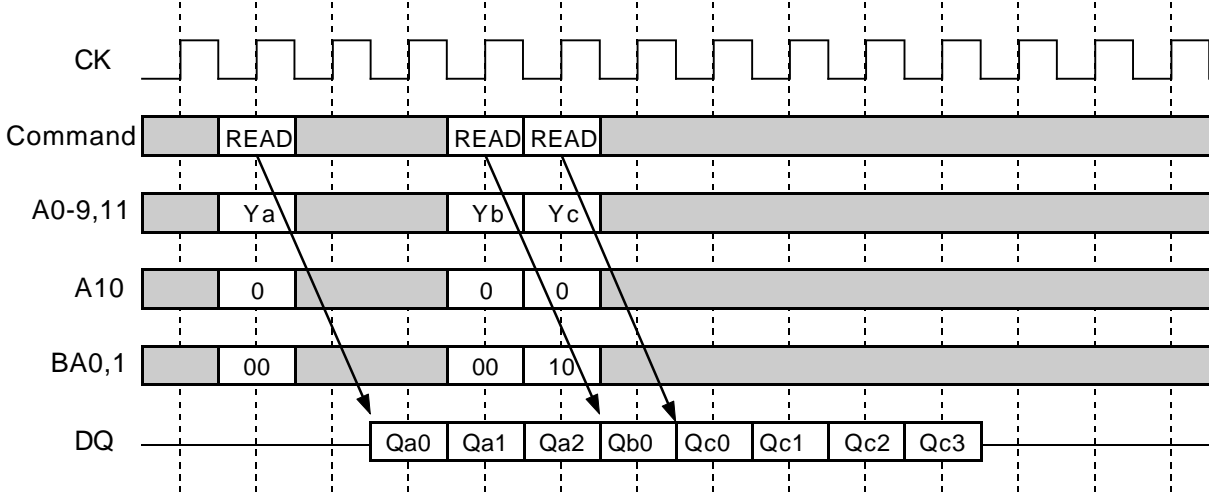 CK
Command READ READ READ
A0-9,11 Ya Yb Yc
A10 0 0 0
BA0,1 00 00 10
DQ Qa0 Qa1 Qa2 Qb0 Qc0 Qc1 Qc2 Qc3